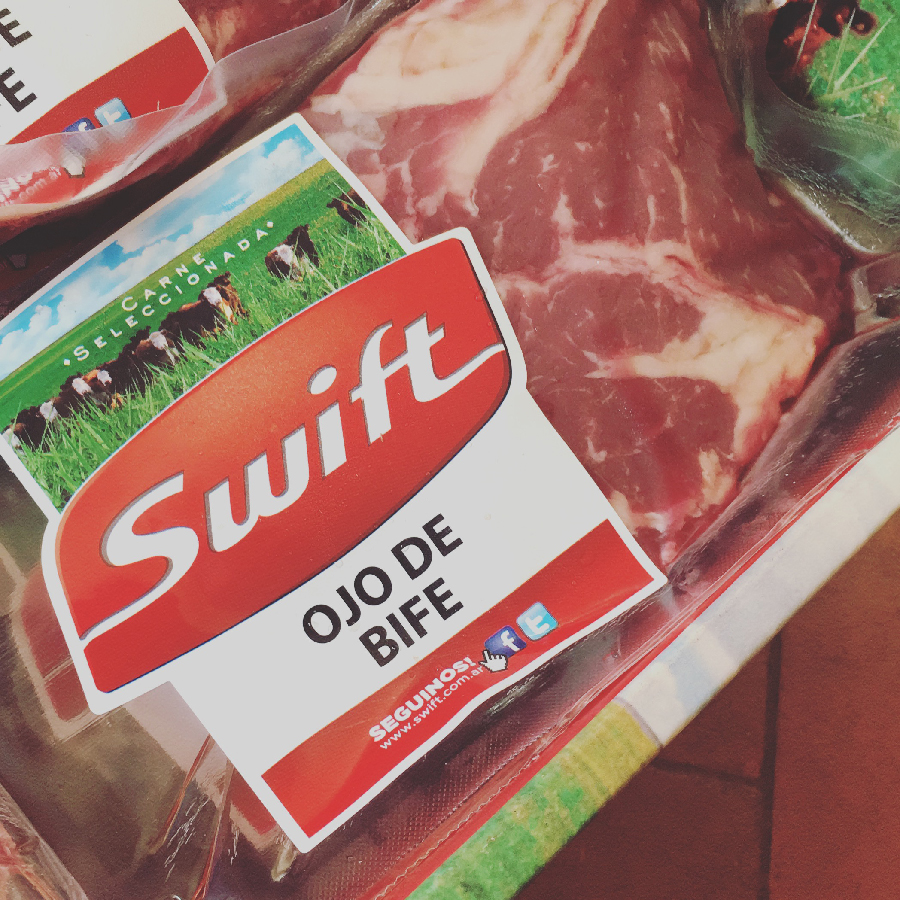 E
E
CARNE
•SELECCIONADA•
Swift
OJO DE
BIFE
SEGUINOS!
www.swift.com.ar
f t
f t